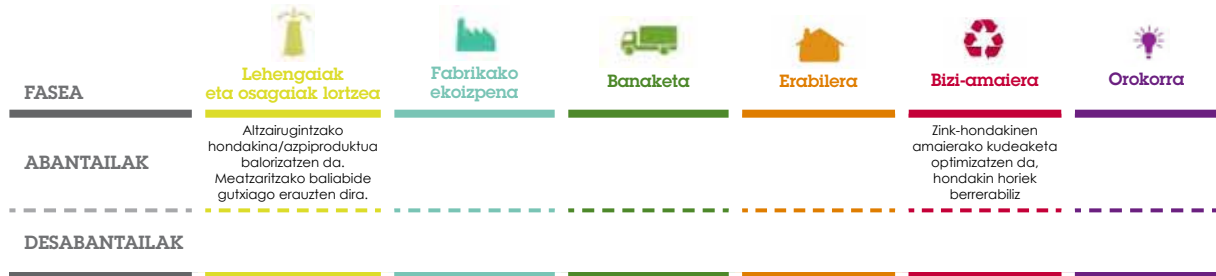 FASEA
Lehengaiak
eta osagaiak lortzea
Fabrikako
ekoizpena
Banaketa
Erabilera
Bizi-amaiera
Orokorra
ABANTAILAK
Altzairugintzako
hondakina/azpiproduktua
balorizatzen da.
Meatzaritzako baliabide
gutxiago erauzten dira.
Zink-hondakinen
amaierako kudeaketa
optimizatzen da,
hondakin horiek
berrerabiliz
DESABANTAILAK